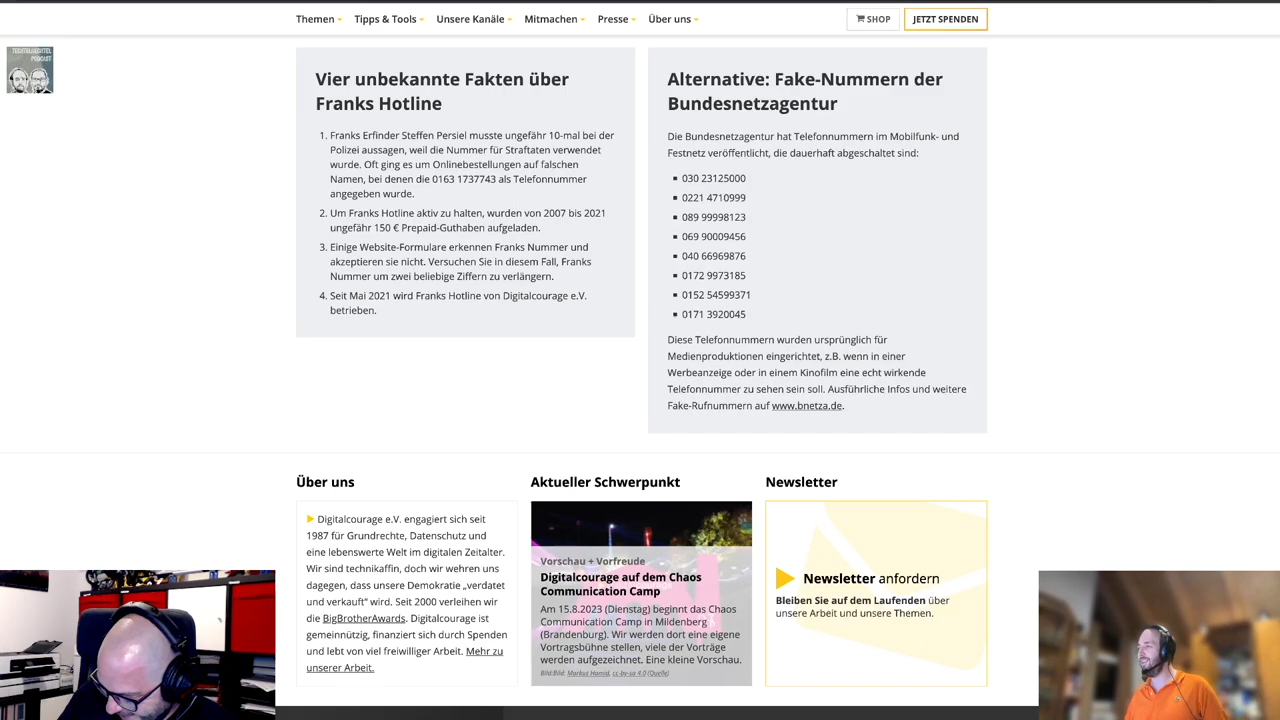 Themen
Tipps & Tools
Unsere Kanäle
Mitmachen
Presse
Über uns
SHOP
JETZT SPENDEN
TECHTELMECHTEL
PODCAST
Vier unbekannte Fakten über
Franks Hotline
1. Franks Erfinder Steffen Persiel musste ungefähr 10-mal bei der
Polizei aussagen, weil die Nummer für Straftaten verwendet
wurde. Oft ging es um Onlinebestellungen auf falschen
Namen, bei denen die 0163 1737743 als Telefonnummer
angegeben wurde.
2. Um Franks Hotline aktiv zu halten, wurden von 2007 bis 2021
ungefähr 150 € Prepaid-Guthaben aufgeladen.
3. Einige Website-Formulare erkennen Franks Nummer und
akzeptieren sie nicht. Versuchen Sie in diesem Fall, Franks
Nummer um zwei beliebige Ziffern zu verlängern.
4. Seit Mai 2021 wird Franks Hotline von Digitalcourage e.V.
betrieben.
Alternative: Fake-Nummern der
Bundesnetzagentur
Die Bundesnetzagentur hat Telefonnummern im Mobilfunk- und
Festnetz veröffentlicht, die dauerhaft abgeschaltet sind:
030 23125000
0221 4710999
089 99998123
069 90009456
040 66969876
0172 9973185
0152 54599371
0171 3920045
Diese Telefonnummern wurden ursprünglich für
Medienproduktionen eingerichtet, z.B. wenn in einer
Werbeanzeige oder in einem Kinofilm eine echt wirkende
Telefonnummer zu sehen sein soll. Ausführliche Infos und weitere
Fake-Rufnummern auf www.bnetza.de.
Über uns
Digitalcourage e.V. engagiert sich seit
1987 für Grundrechte, Datenschutz und
eine lebenswerte Welt im digitalen Zeitalter.
Wir sind technikaffin, doch wir wehren uns
dagegen, dass unsere Demokratie „verdatet
und verkauft“ wird. Seit 2000 verleihen wir
die BigBrotherAwards. Digitalcourage ist
gemeinnützig, finanziert sich durch Spenden
und lebt von viel freiwilliger Arbeit. Mehr zu
unserer Arbeit.
Aktueller Schwerpunkt
Vorschau + Vorfreude
Digitalcourage auf dem Chaos
Communication Camp
Am 15.8.2023 (Dienstag) beginnt das Chaos
Communication Camp in Mildenberg
(Brandenburg). Wir werden dort eine eigene
Vortragsbühne stellen, viele der Vorträge
werden aufgezeichnet. Eine kleine Vorschau.
Bild:Bild: Markus Hamid, cc-by-sa 4.0 (Quelle)
Newsletter
Newsletter anfordern
Bleiben Sie auf dem Laufenden über
unsere Arbeit und unsere Themen.